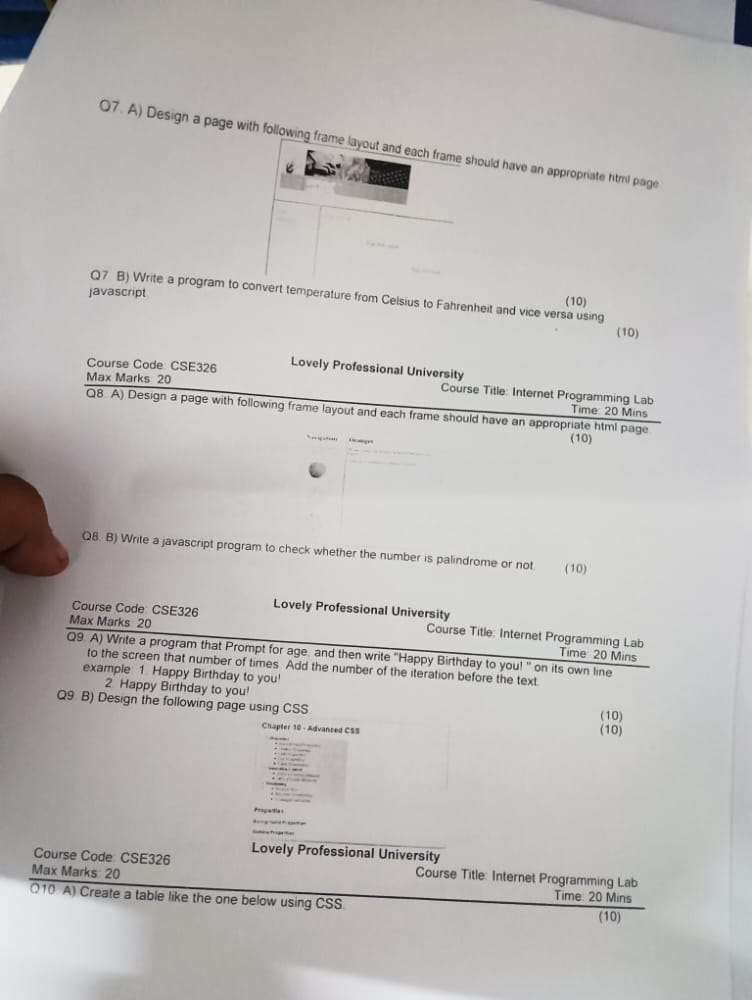 Q7. A) Design a page with following frame layout and each frame should have an appropriate html page
(10)
Q7 B) Write a program to convert temperature from Celsius to Fahrenheit and vice versa using
javascript.
(10)
Lovely Professional University
Course Code: CSE326
Course Title: Internet Programming Lab
Max Marks: 20
Time: 20 Mins
Q8. A) Design a page with following frame layout and each frame should have an appropriate html page.
(10)
Navigation
Q8. B) Write a javascript program to check whether the number is palindrome or not. (10)
Lovely Professional University
Course Code: CSE326
Course Title: Internet Programming Lab
Max Marks: 20
Time: 20 Mins
Q9. A) Write a program that Prompt for age, and then write "Happy Birthday to you! " on its own line
to the screen that number of times. Add the number of the iteration before the text.
example: 1. Happy Birthday to you!
2. Happy Birthday to you!
(10)
Q9. B) Design the following page using CSS.
(10)
Chapter 10 - Advanced CSS
Properties
Background Properties
Outline Properties
Lovely Professional University
Course Code: CSE326
Course Title: Internet Programming Lab
Max Marks: 20
Time: 20 Mins
Q10. A) Create a table like the one below using CSS.
(10)